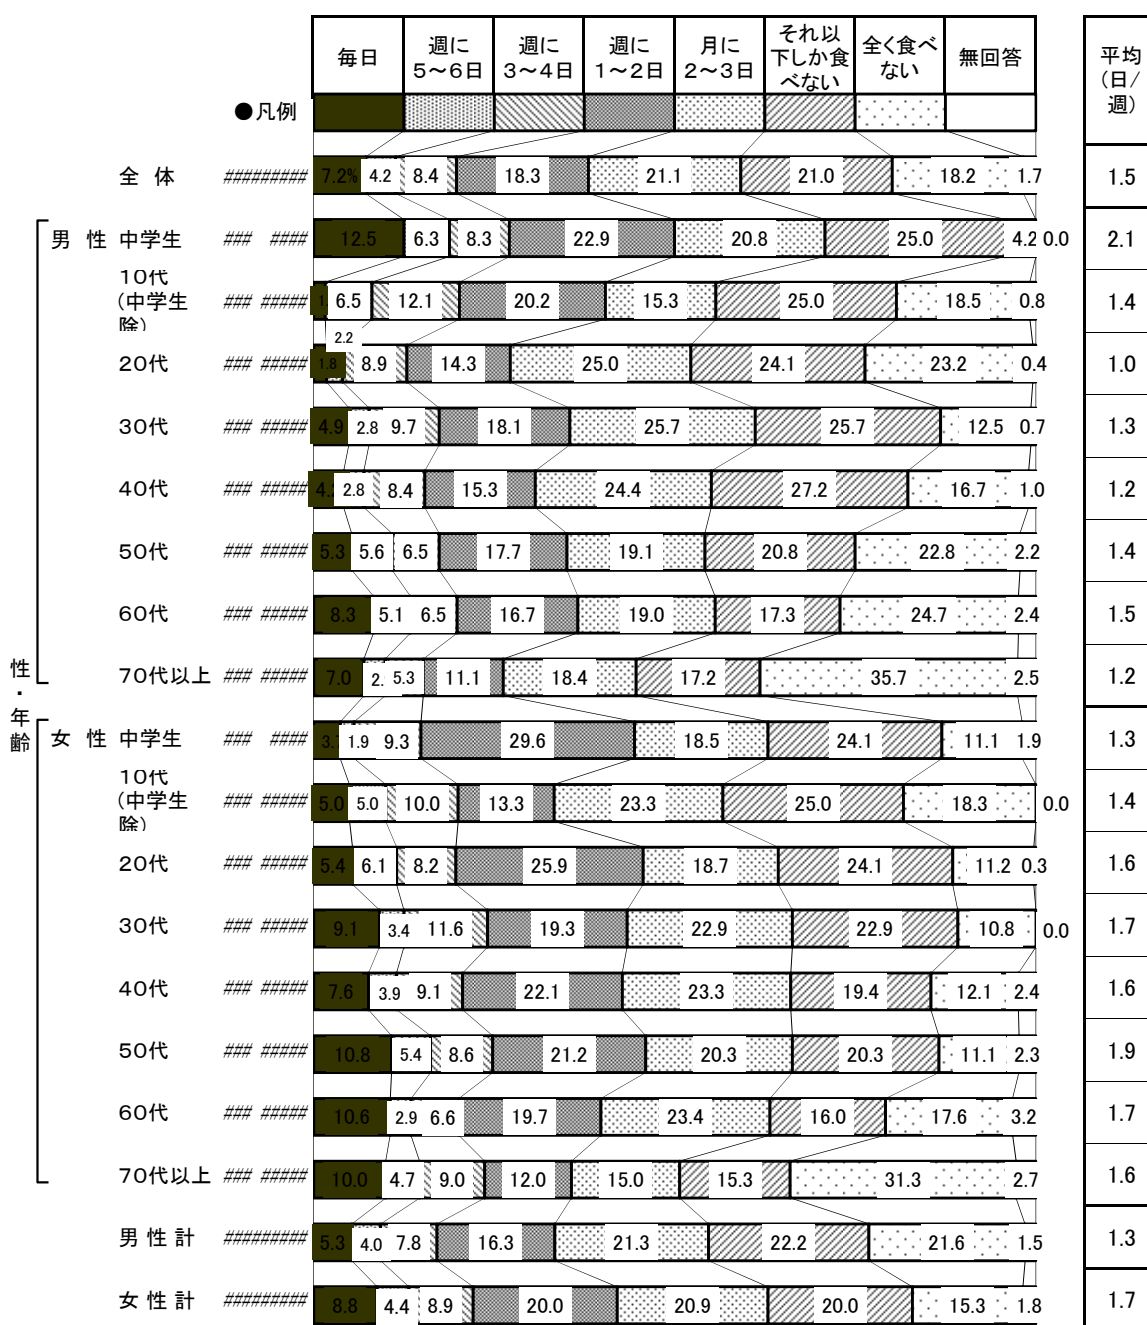 毎日 週に5～6日 週に3～4日 週に1～2日 月に2～3日 それ以下しか食べない 全く食べない 無回答 平均(日/週)
●凡例
全 体 ######### 7.2% 4.2 8.4 18.3 21.1 21.0 18.2 1.7 1.5
男 性 中学生 ### #### 12.5 6.3 8.3 22.9 20.8 25.0 4.2 0.0 2.1
10代(中学生除) ### ##### 1 6.5 12.1 20.2 15.3 25.0 18.5 0.8 1.4
20代 ### ##### 1.8 2.2 8.9 14.3 25.0 24.1 23.2 0.4 1.0
30代 ### ##### 4.9 2.8 9.7 18.1 25.7 25.7 12.5 0.7 1.3
40代 ### ##### 4.2 2.8 8.4 15.3 24.4 27.2 16.7 1.0 1.2
50代 ### ##### 5.3 5.6 6.5 17.7 19.1 20.8 22.8 2.2 1.4
60代 ### ##### 8.3 5.1 6.5 16.7 19.0 17.3 24.7 2.4 1.5
70代以上 ### ##### 7.0 2. 5.3 11.1 18.4 17.2 35.7 2.5 1.2
性・年齢
女 性 中学生 ### #### 3. 1.9 9.3 29.6 18.5 24.1 11.1 1.9 1.3
10代(中学生除) ### ##### 5.0 5.0 10.0 13.3 23.3 25.0 18.3 0.0 1.4
20代 ### ##### 5.4 6.1 8.2 25.9 18.7 24.1 11.2 0.3 1.6
30代 ### ##### 9.1 3.4 11.6 19.3 22.9 22.9 10.8 0.0 1.7
40代 ### ##### 7.6 3.9 9.1 22.1 23.3 19.4 12.1 2.4 1.6
50代 ### ##### 10.8 5.4 8.6 21.2 20.3 20.3 11.1 2.3 1.9
60代 ### ##### 10.6 2.9 6.6 19.7 23.4 16.0 17.6 3.2 1.7
70代以上 ### ##### 10.0 4.7 9.0 12.0 15.0 15.3 31.3 2.7 1.6
男 性 計 ######### 5.3 4.0 7.8 16.3 21.3 22.2 21.6 1.5 1.3
女 性 計 ######### 8.8 4.4 8.9 20.0 20.9 20.0 15.3 1.8 1.7